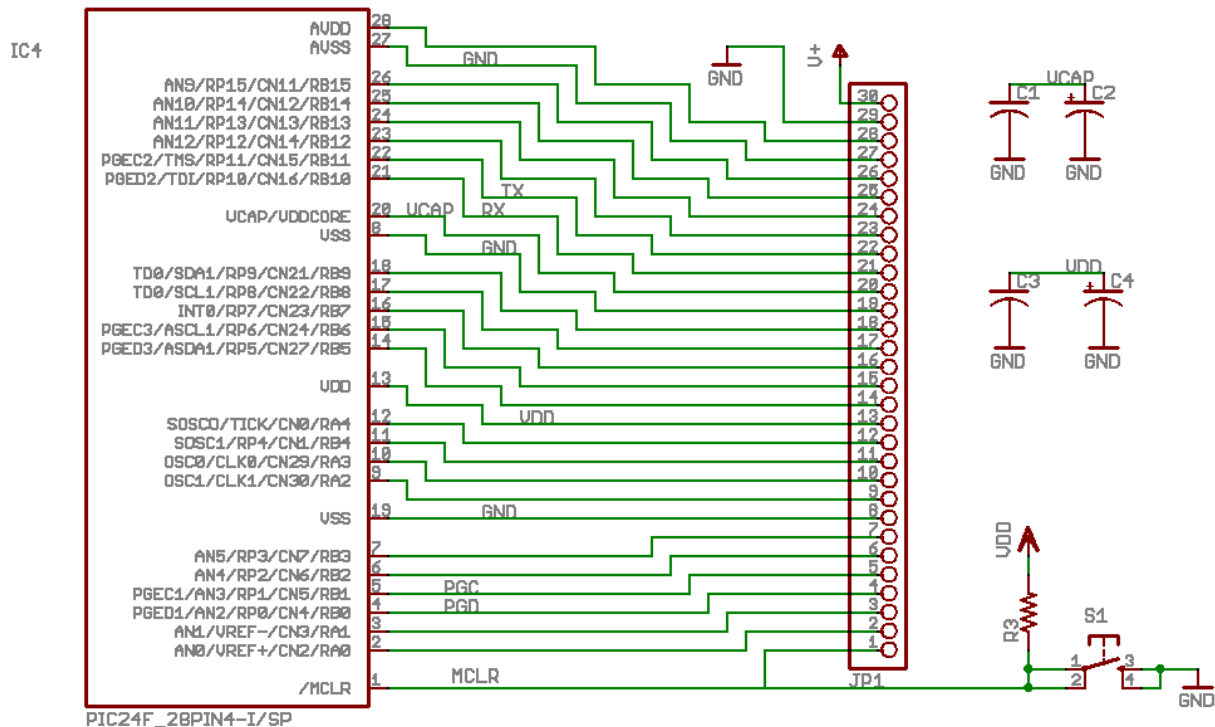 IC4
AVDD 28
AVSS 27
GND
AN9/RP15/CN11/RB15 26
AN10/RP14/CN12/RB14 25
AN11/RP13/CN13/RB13 24
AN12/RP12/CN14/RB12 23
PGEC2/TMS/RP11/CN15/RB11 22
PGED2/TDI/RP10/CN16/RB10 21
TX
VCAP/VDDCORE 20 VCAP RX
VSS 8
GND
TDO/SDA1/RP9/CN21/RB9 18
TDO/SCL1/RP8/CN22/RB8 17
INT0/RP7/CN23/RB7 16
PGEC3/ASCL1/RP6/CN24/RB6 15
PGED3/ASDA1/RP5/CN27/RB5 14
VDD 13
VDD
SOSCO/TICK/CN0/RA4 12
SOSC1/RP4/CN1/RB4 11
OSC0/CLK0/CN29/RA3 10
OSC1/CLK1/CN30/RA2 9
VSS 19 GND
AN5/RP3/CN7/RB3 7
AN4/RP2/CN6/RB2 6
PGEC1/AN3/RP1/CN5/RB1 5 PGC
PGED1/AN2/RP0/CN4/RB0 4 PGD
AN1/VREF-/CN3/RA1 3
AN0/VREF+/CN2/RA0 2
/MCLR 1 MCLR
PIC24F_28PIN4-I/SP
GND
V+
30
29
28
27
26
25
24
23
22
21
20
19
18
17
16
15
14
13
12
11
10
9
8
7
6
5
4
3
2
1
JP1
VCAP
C1 + C2
GND GND
VDD
C3 + C4
GND GND
VDD
R3
S1
1 3
2 4
GND